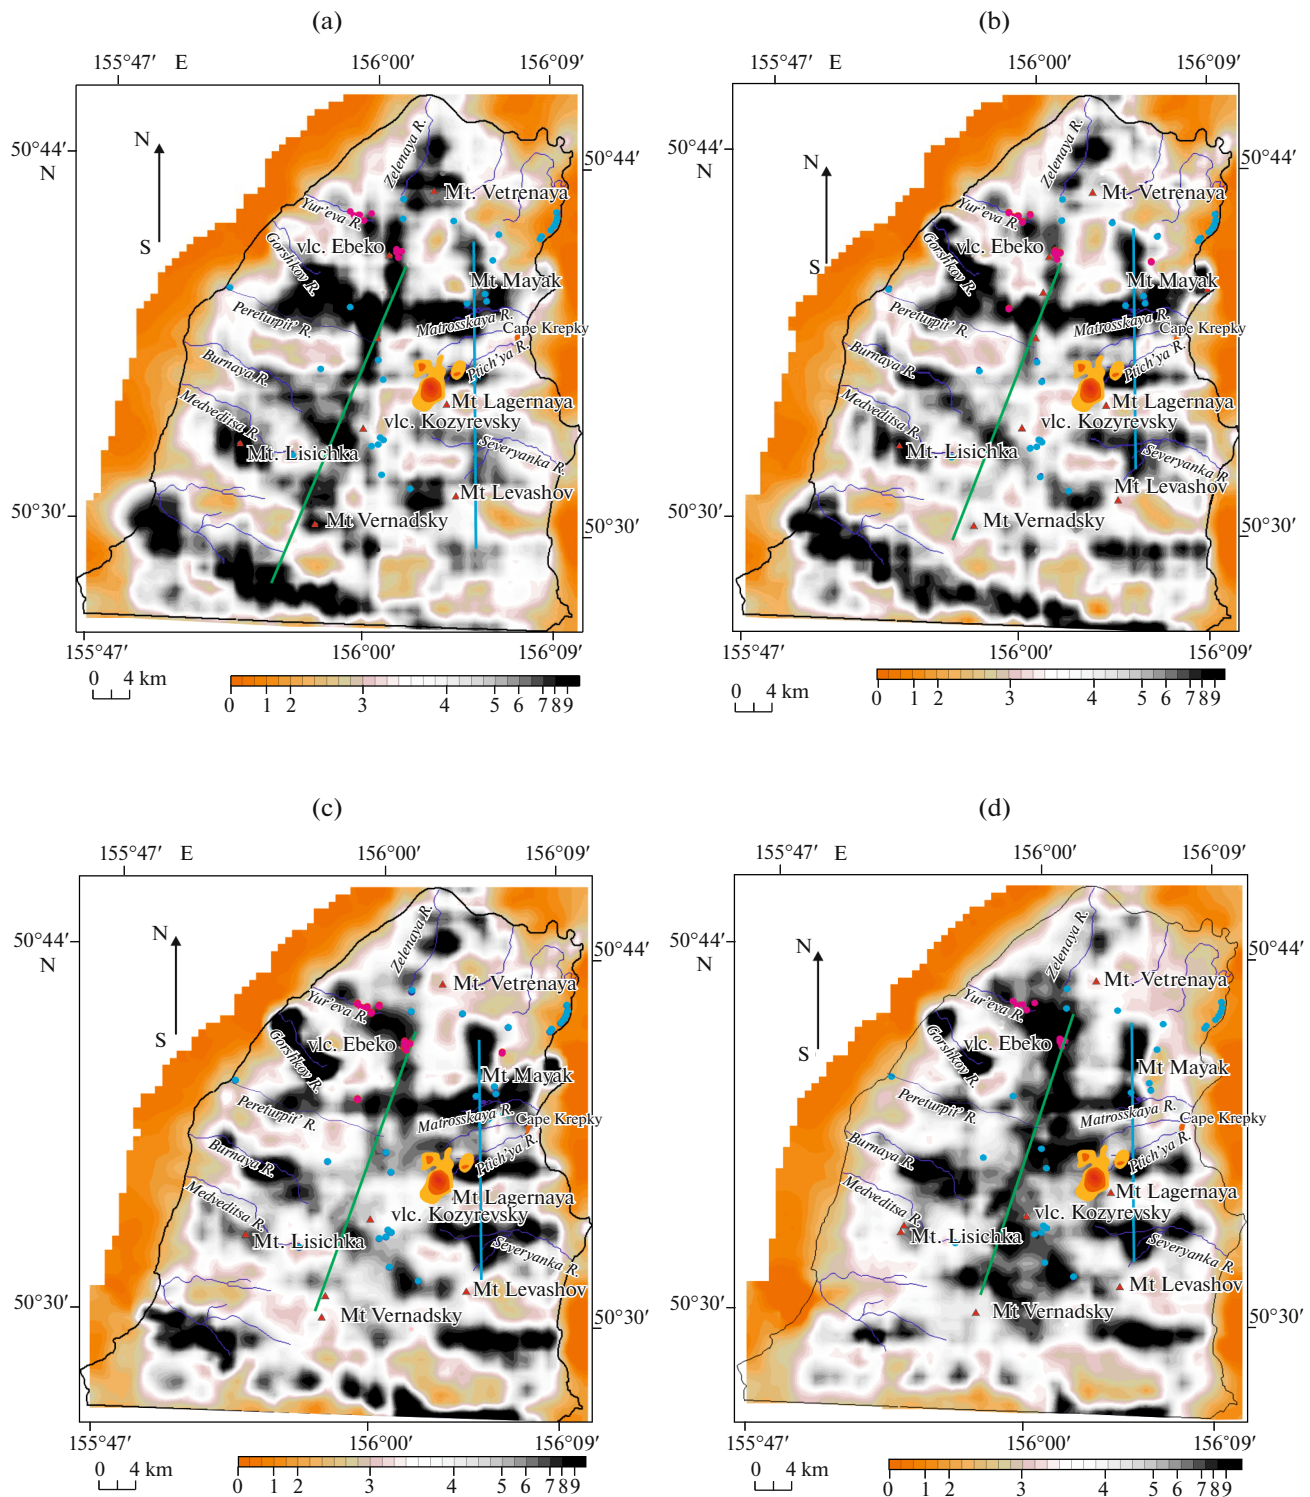 (a)
155°47′ E 156°00′ 156°09′
50°44′
N
50°44′
N
S
Zelenaya R.
Mt. Vetrenaya
Yur'eva R.
vlc. Ebeko
Gorshkov R.
Mt Mayak
Pereturpit' R.
Matrosskaya R.
Cape Krepky
Ptich'ya R.
Burnaya R.
Medveditsa R.
Mt Lagernaya
vlc. Kozyrevsky
Mt. Lisichka
Severyanka R.
Mt Levashov
Mt Vernadsky
50°30′
50°30′
155°47′ 156°00′ 156°09′
0 4 km
0 1 2 3 4 5 6 7 8 9
(b)
155°47′ E 156°00′ 156°09′
50°44′
N
50°44′
N
S
Zelenaya R.
Mt. Vetrenaya
Yur'eva R.
vlc. Ebeko
Gorshkov R.
Mt Mayak
Pereturpit' R.
Matrosskaya R.
Cape Krepky
Ptich'ya R.
Burnaya R.
Medveditsa R.
Mt Lagernaya
vlc. Kozyrevsky
Mt. Lisichka
Severyanka R.
Mt Levashov
Mt Vernadsky
50°30′
50°30′
155°47′ 156°00′ 156°09′
0 4 km
0 1 2 3 4 5 6 7 8 9
(c)
155°47′ E 156°00′ 156°09′
50°44′
N
50°44′
N
S
Zelenaya R.
Mt. Vetrenaya
Yur'eva R.
vlc. Ebeko
Gorshkov R.
Mt Mayak
Pereturpit' R.
Matrosskaya R.
Cape Krepky
Ptich'ya R.
Burnaya R.
Medveditsa R.
Mt Lagernaya
vlc. Kozyrevsky
Mt. Lisichka
Severyanka R.
Mt Levashov
Mt Vernadsky
50°30′
50°30′
155°47′ 156°00′ 156°09′
0 4 km
0 1 2 3 4 5 6 7 8 9
(d)
155°47′ E 156°00′ 156°09′
50°44′
N
50°44′
N
S
Zelenaya R.
Mt. Vetrenaya
Yur'eva R.
vlc. Ebeko
Gorshkov R.
Mt Mayak
Pereturpit' R.
Matrosskaya R.
Cape Krepky
Ptich'ya R.
Burnaya R.
Medveditsa R.
Mt Lagernaya
vlc. Kozyrevsky
Mt. Lisichka
Severyanka R.
Mt Levashov
Mt Vernadsky
50°30′
50°30′
155°47′ 156°00′ 156°09′
0 4 km
0 1 2 3 4 5 6 7 8 9